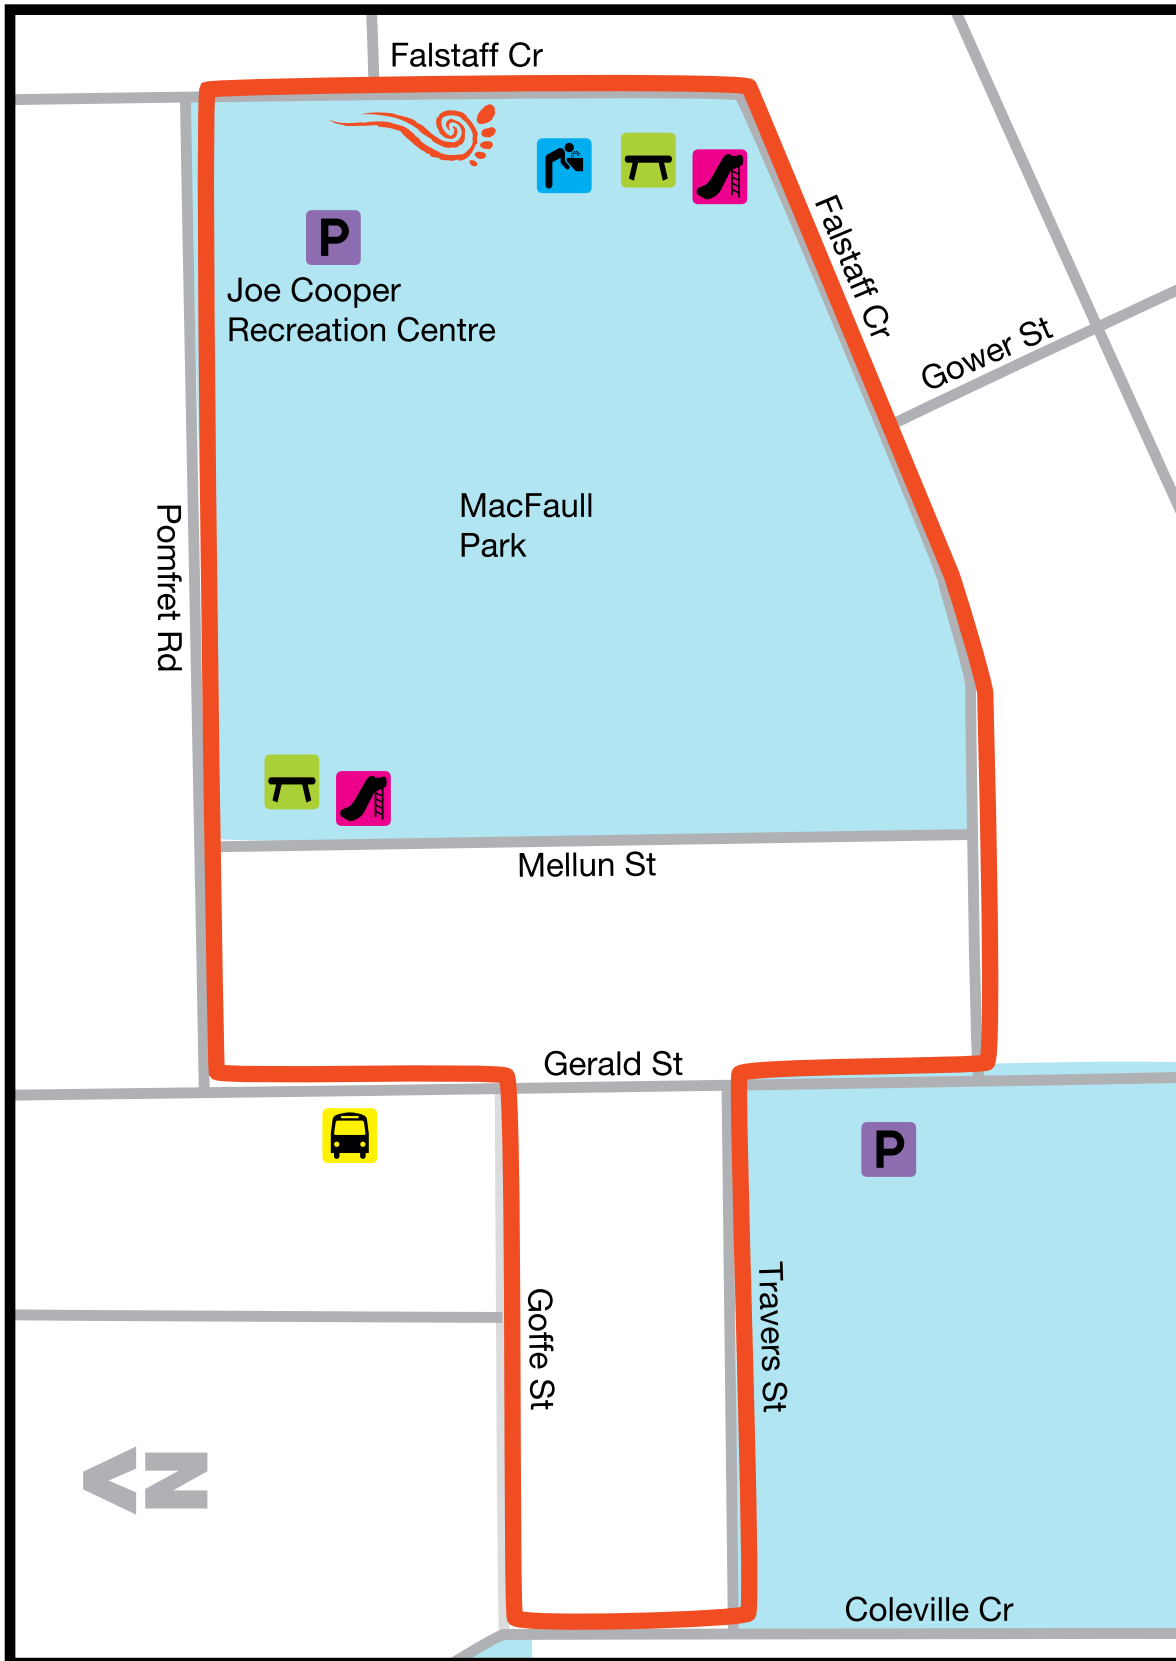 Falstaff Cr
P
Joe Cooper
Recreation Centre
Falstaff Cr
Gower St
MacFaull
Park
Pomfret Rd
Mellun St
Gerald St
P
Goffe St
Travers St
N
Coleville Cr